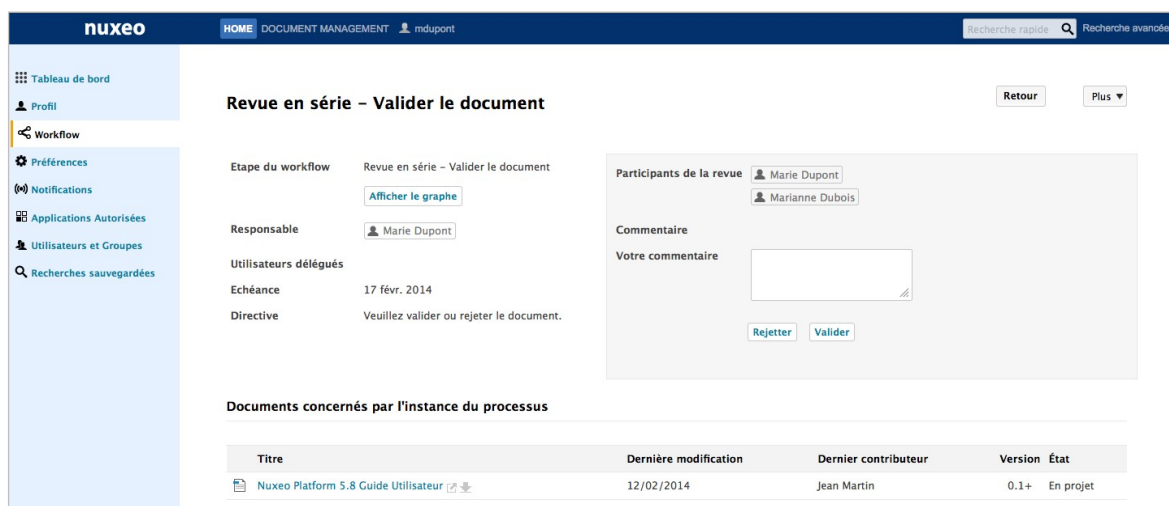 nuxeo
HOME DOCUMENT MANAGEMENT mdupont
Recherche rapide Recherche avancée
Tableau de bord
Profil
Workflow
Préférences
Notifications
Applications Autorisées
Utilisateurs et Groupes
Recherches sauvegardées
Revue en série – Valider le document
Retour Plus
Etape du workflow Revue en série – Valider le document
Afficher le graphe
Responsable Marie Dupont
Utilisateurs délégués
Echéance 17 févr. 2014
Directive Veuillez valider ou rejeter le document.
Participants de la revue Marie Dupont
Marianne Dubois
Commentaire
Votre commentaire
Rejetter Valider
Documents concernés par l'instance du processus
Titre Dernière modification Dernier contributeur Version État
Nuxeo Platform 5.8 Guide Utilisateur 12/02/2014 Jean Martin 0.1+ En projet